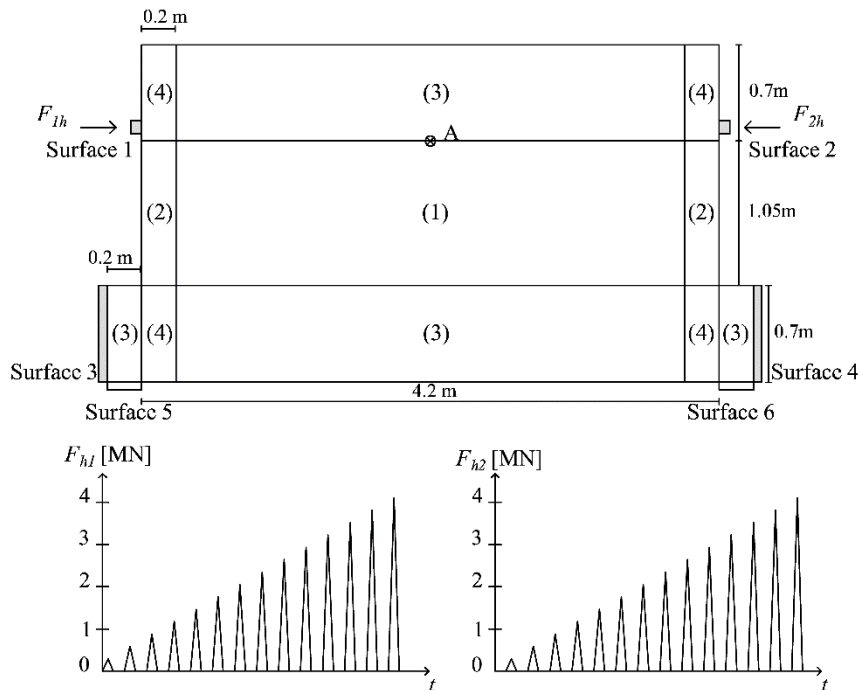 0.2 m
(4) (3) (4) 0.7m
F1h A F2h
Surface 1 Surface 2
(2) (1) (2) 1.05m
0.2 m
(3) (4) (3) (4) (3) 0.7m
Surface 3 Surface 4
4.2 m
Surface 5 Surface 6
Fh1 [MN]
4
3
2
1
0
t
Fh2 [MN]
4
3
2
1
0
t